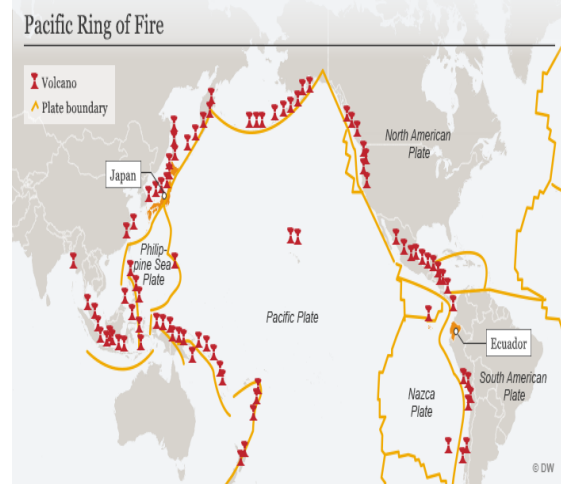 Pacific Ring of Fire
Volcano
Plate boundary
North American
Plate
Japan
Philip-
pine Sea
Plate
Pacific Plate
Ecuador
South American
Plate
Nazca
Plate
© DW